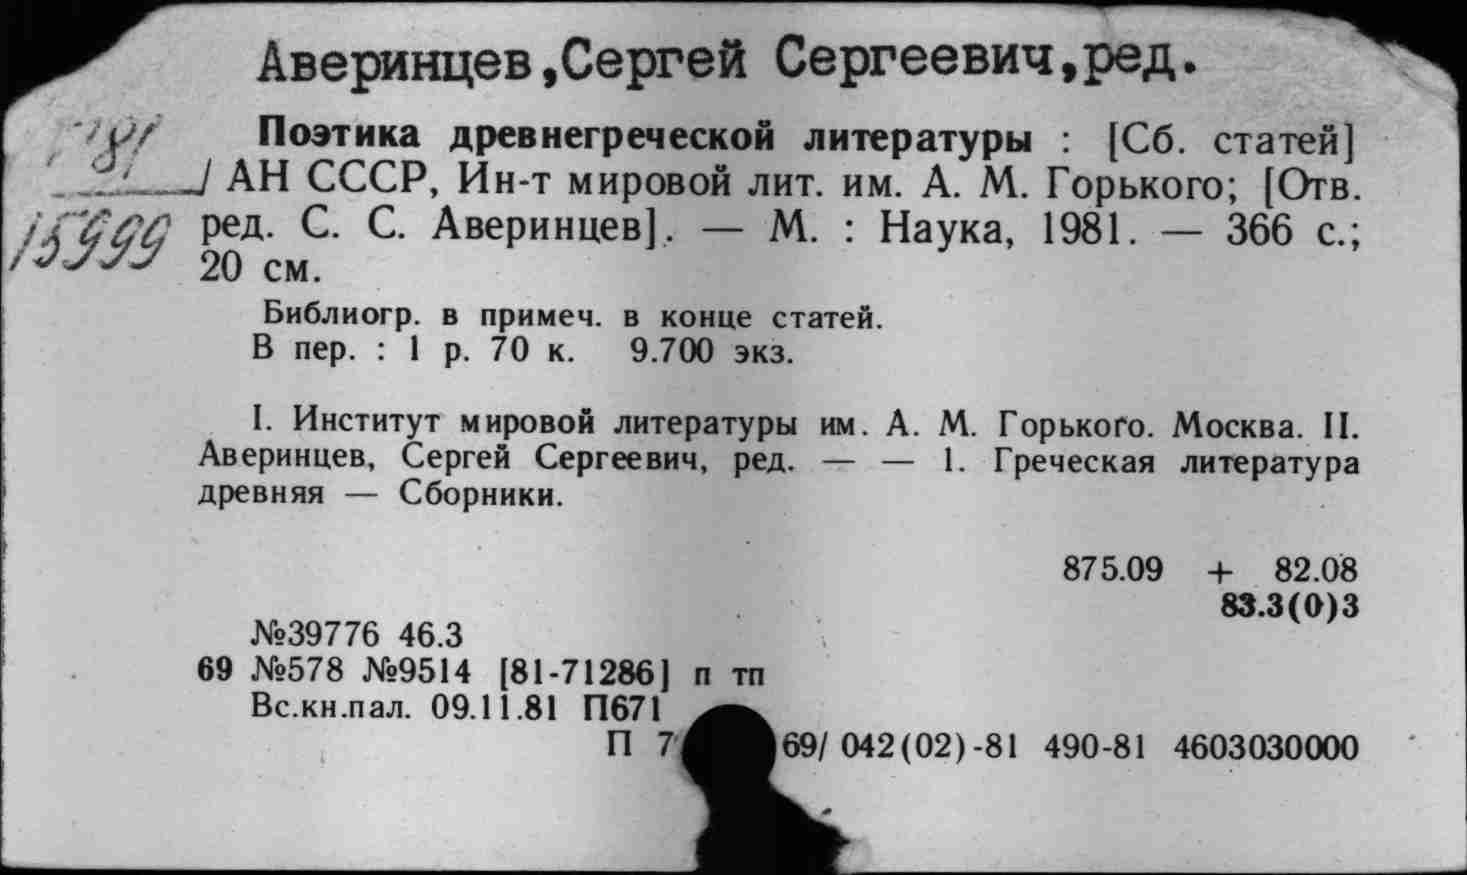 Аверинцев,Сергей Сергеевич,ред.
81
15999
Поэтика древнегреческой литературы : [Сб. статей]
/ АН СССР, Ин-т мировой лит. им. А. М. Горького; [Отв.
ред. С. С. Аверинцев]. — М. : Наука, 1981. — 366 с.;
20 см.
Библиогр. в примеч. в конце статей.
В пер. : 1 р. 70 к. 9.700 экз.
I. Институт мировой литературы им. А. М. Горького. Москва. II.
Аверинцев, Сергей Сергеевич, ред. — — 1. Греческая литература
древняя — Сборники.
875.09 + 82.08
83.3(0)3
№39776 46.3
69 №578 №9514 [81-71286] п тп
Вс.кн.пал. 09.11.81 П671
П 7 69/ 042(02)-81 490-81 4603030000